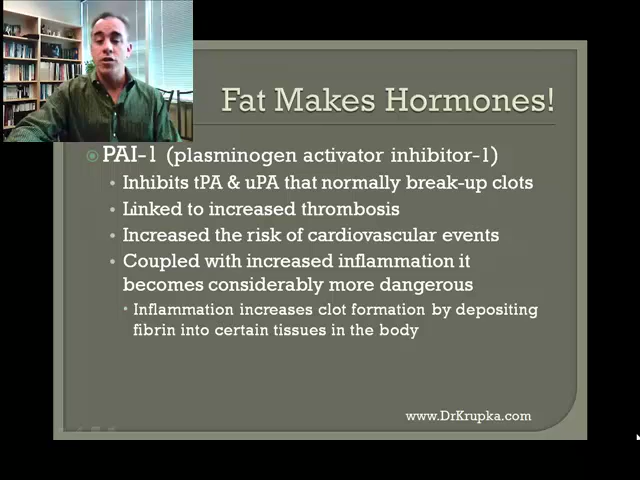 Fat Makes Hormones!
PAI-1 (plasminogen activator inhibitor-1)
Inhibits tPA & uPA that normally break-up clots
Linked to increased thrombosis
Increased the risk of cardiovascular events
Coupled with increased inflammation it
becomes considerably more dangerous
Inflammation increases clot formation by depositing
fibrin into certain tissues in the body
www.DrKrupka.com